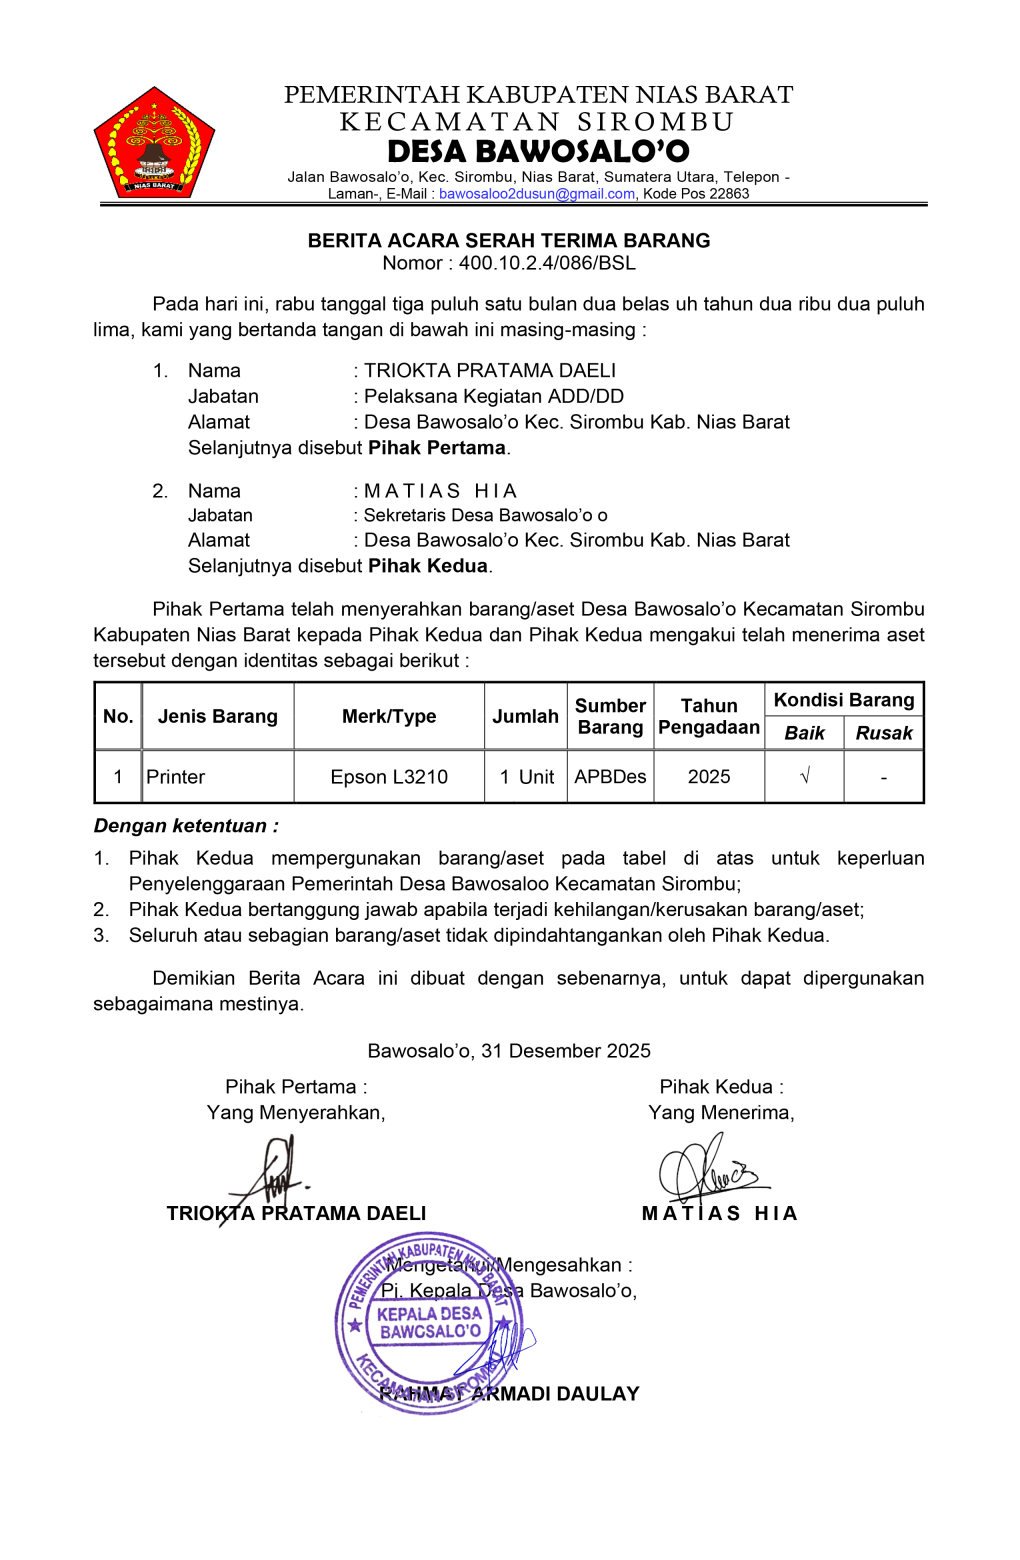 PEMERINTAH KABUPATEN NIAS BARAT
KECAMATAN SIROMBU
DESA BAWOSALO’O
Jalan Bawosalo’o, Kec. Sirombu, Nias Barat, Sumatera Utara, Telepon -
Laman-, E-Mail : bawosaloo2dusun@gmail.com, Kode Pos 22863
NIAS BARAT
BERITA ACARA SERAH TERIMA BARANG
Nomor : 400.10.2.4/086/BSL
Pada hari ini, rabu tanggal tiga puluh satu bulan dua belas uh tahun dua ribu dua puluh
lima, kami yang bertanda tangan di bawah ini masing-masing :
1. Nama : TRIOKTA PRATAMA DAELI
Jabatan : Pelaksana Kegiatan ADD/DD
Alamat : Desa Bawosalo’o Kec. Sirombu Kab. Nias Barat
Selanjutnya disebut Pihak Pertama.
2. Nama : MATIAS HIA
Jabatan : Sekretaris Desa Bawosalo’o o
Alamat : Desa Bawosalo’o Kec. Sirombu Kab. Nias Barat
Selanjutnya disebut Pihak Kedua.
Pihak Pertama telah menyerahkan barang/aset Desa Bawosalo’o Kecamatan Sirombu
Kabupaten Nias Barat kepada Pihak Kedua dan Pihak Kedua mengakui telah menerima aset
tersebut dengan identitas sebagai berikut :
No. Jenis Barang Merk/Type Jumlah Sumber Barang Tahun Pengadaan Kondisi Barang
Baik Rusak
1 Printer Epson L3210 1 Unit APBDes 2025 √ -
Dengan ketentuan :
1. Pihak Kedua mempergunakan barang/aset pada tabel di atas untuk keperluan
Penyelenggaraan Pemerintah Desa Bawosaloo Kecamatan Sirombu;
2. Pihak Kedua bertanggung jawab apabila terjadi kehilangan/kerusakan barang/aset;
3. Seluruh atau sebagian barang/aset tidak dipindahtangankan oleh Pihak Kedua.
Demikian Berita Acara ini dibuat dengan sebenarnya, untuk dapat dipergunakan
sebagaimana mestinya.
Bawosalo’o, 31 Desember 2025
Pihak Pertama : Pihak Kedua :
Yang Menyerahkan, Yang Menerima,
TRIOKTA PRATAMA DAELI MATIAS HIA
Mengetahui/Mengesahkan :
Pj. Kepala Desa Bawosalo’o,
PEMERINTAH KABUPATEN NIAS BARAT
KEPALA DESA
BAWOSALO'O
KECAMATAN SIROMBU
RAHMAT ARMADI DAULAY